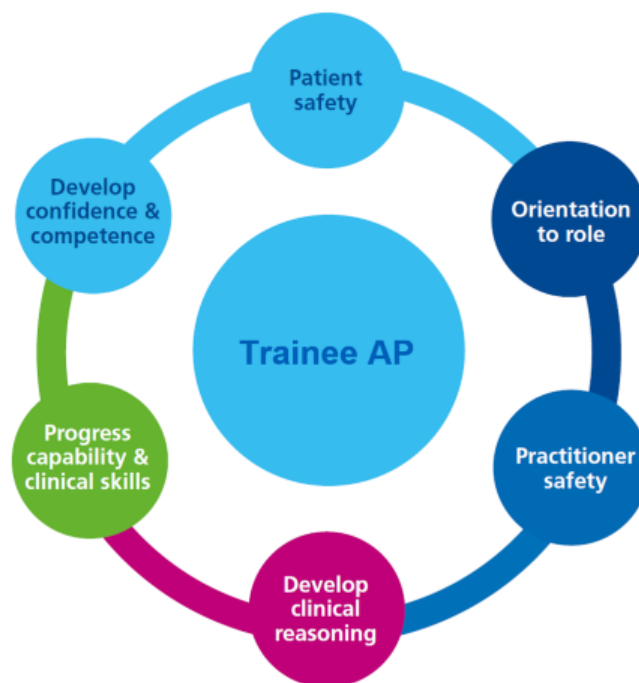 Patient
safety
Orientation
to role
Practitioner
safety
Develop
clinical
reasoning
Progress
capability &
clinical skills
Develop
confidence &
competence
Trainee AP